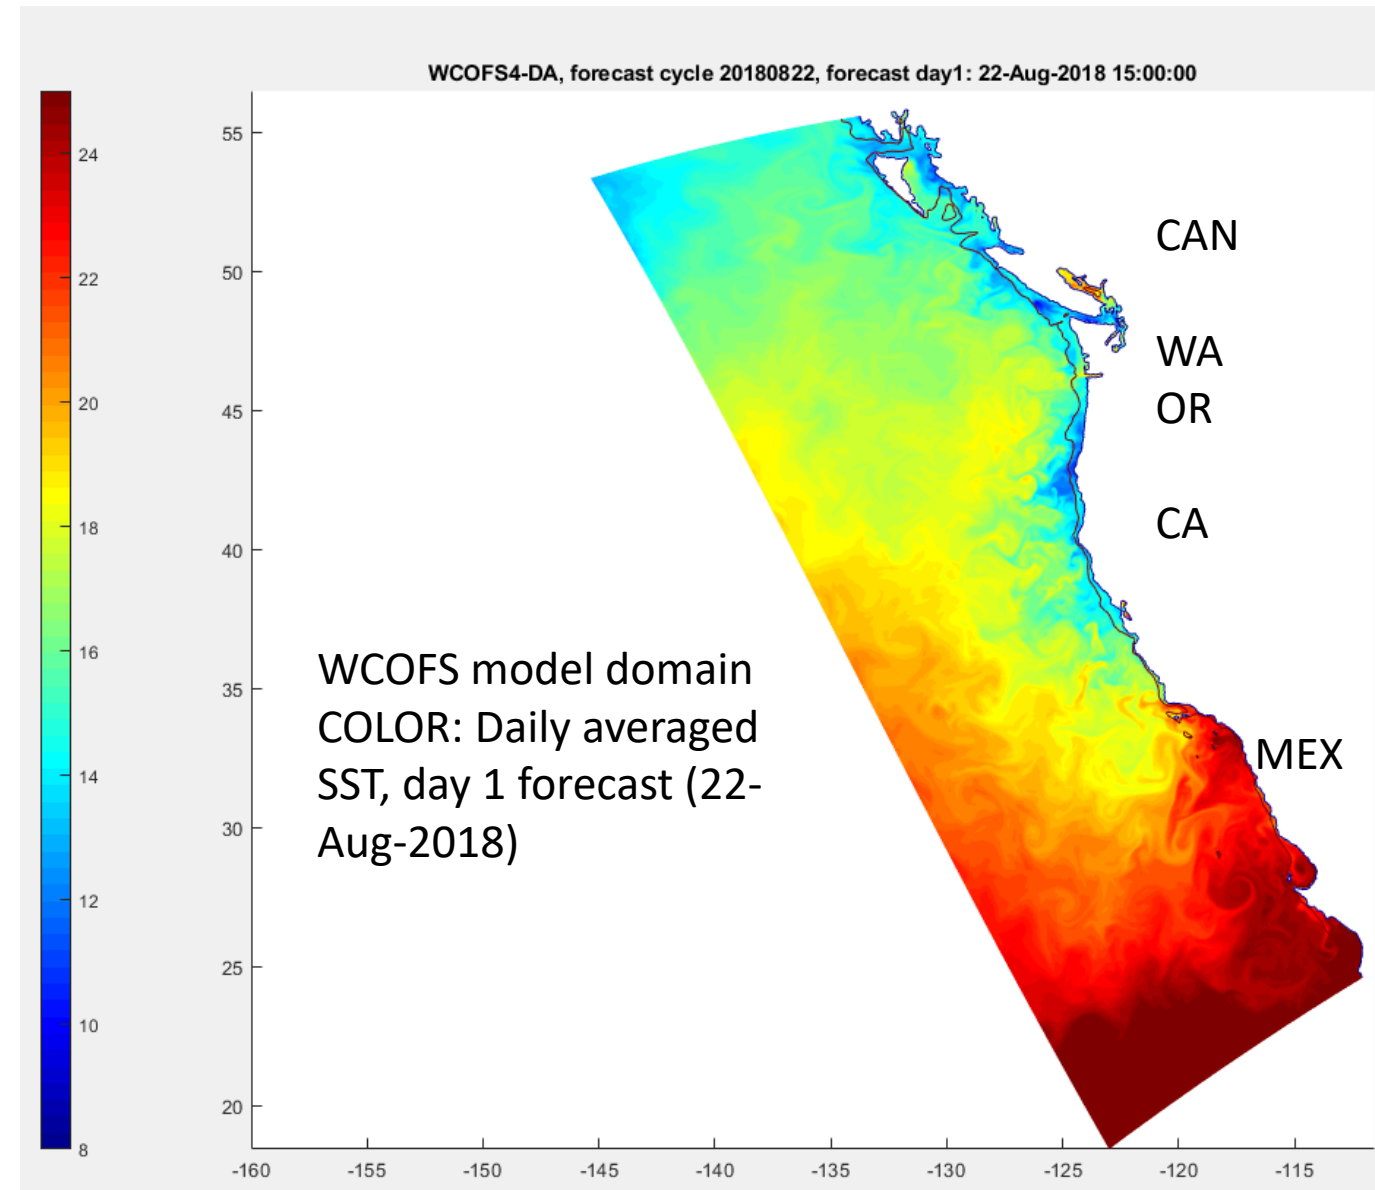 WCOFS4-DA, forecast cycle 20180822, forecast day1: 22-Aug-2018 15:00:00
24
22
20
18
16
14
12
10
8
55
50
45
40
35
30
25
20
-160
-155
-150
-145
-140
-135
-130
-125
-120
-115
CAN
WA
OR
CA
MEX
WCOFS model domain
COLOR: Daily averaged
SST, day 1 forecast (22-
Aug-2018)